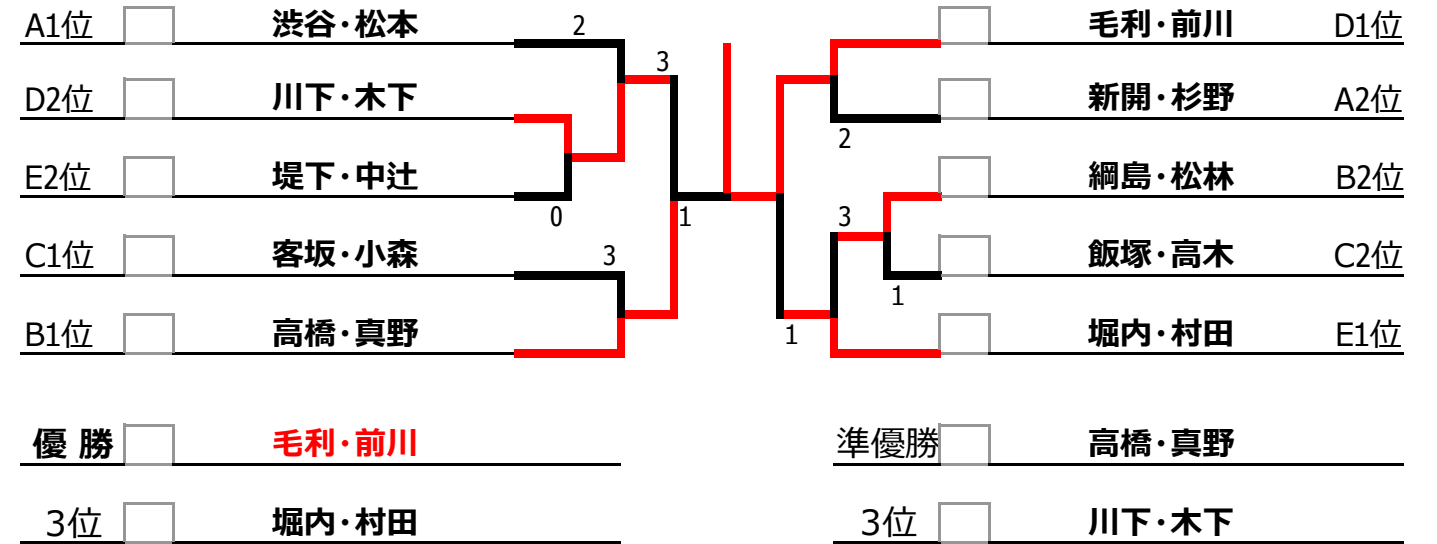 A1位 渋谷・松本 2 毛利・前川 D1位
3
D2位 川下・木下 新開・杉野 A2位
2
E2位 堤下・中辻 綱島・松林 B2位
0 1 3
C1位 客坂・小森 3 飯塚・高木 C2位
1
B1位 高橋・真野 1 堀内・村田 E1位
優 勝 毛利・前川 準優勝 高橋・真野
3位 堀内・村田 3位 川下・木下